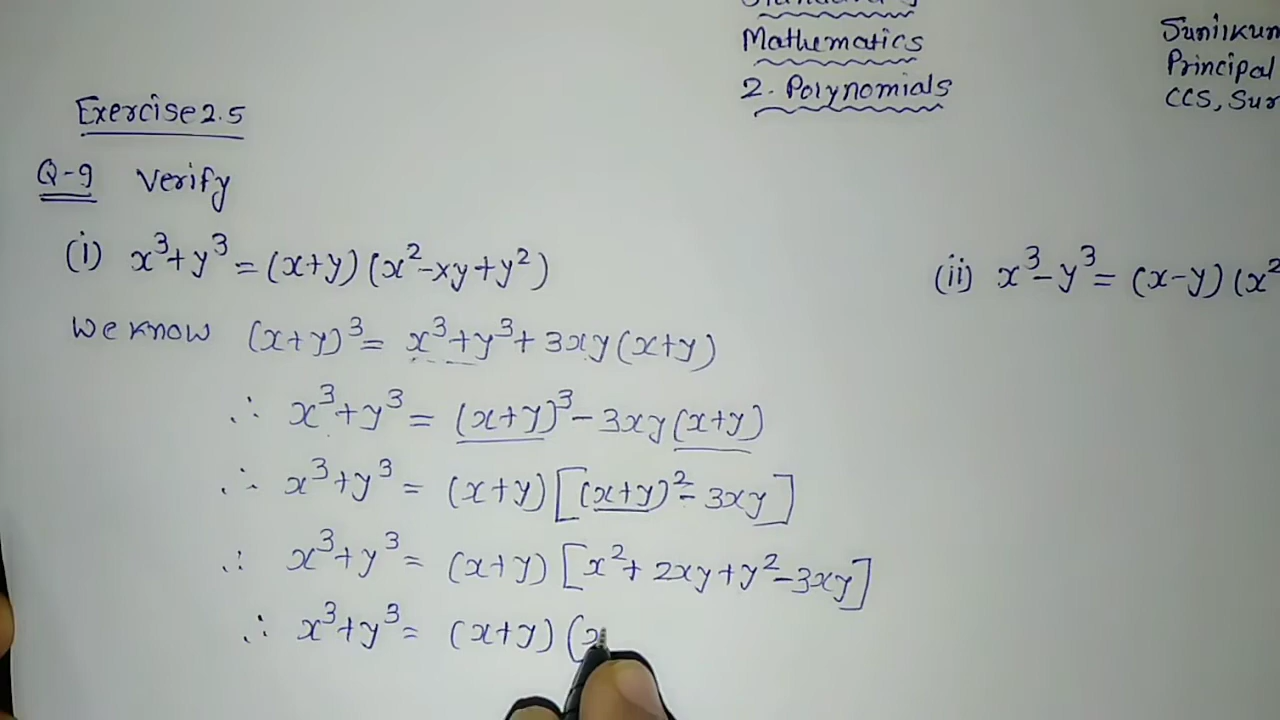 Mathematics
2. Polynomials
Principal
CCS, Sur
Exercise 2.5
Q-9 Verify
(i) x³+y³ = (x+y) (x²-xy+y²)
(ii) x³-y³ = (x-y) (x²
We know (x+y)³ = x³+y³+3xy(x+y)
∴ x³+y³ = (x+y)³-3xy(x+y)
∴ x³+y³ = (x+y) [(x+y)²-3xy]
∴ x³+y³ = (x+y) [x²+2xy+y²-3xy]
∴ x³+y³ = (x+y) (x